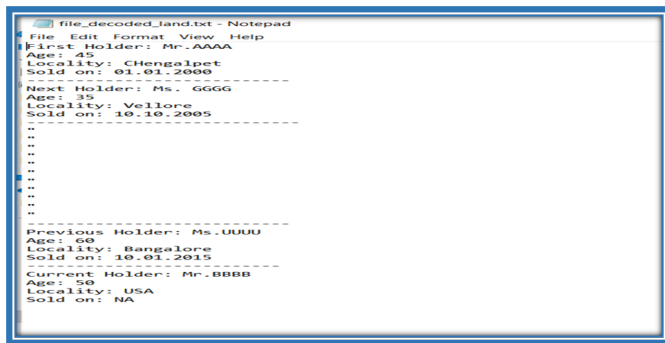 file_decoded_land.txt - Notepad
File Edit Format View Help
First Holder: Mr.AAAA
Age: 45
Locality: CHengalpet
Sold on: 01.01.2000
-----------------------------
Next Holder: Ms. GGGG
Age: 35
Locality: Vellore
Sold on: 10.10.2005
------------------------------
"
"
"
"
"
"
"
"
"
"
"
-----------------------------
Previous Holder: Ms.UUUU
Age: 60
Locality: Bangalore
Sold on: 10.01.2015
----------------------------
Current Holder: Mr.BBBB
Age: 50
Locality: USA
Sold on: NA